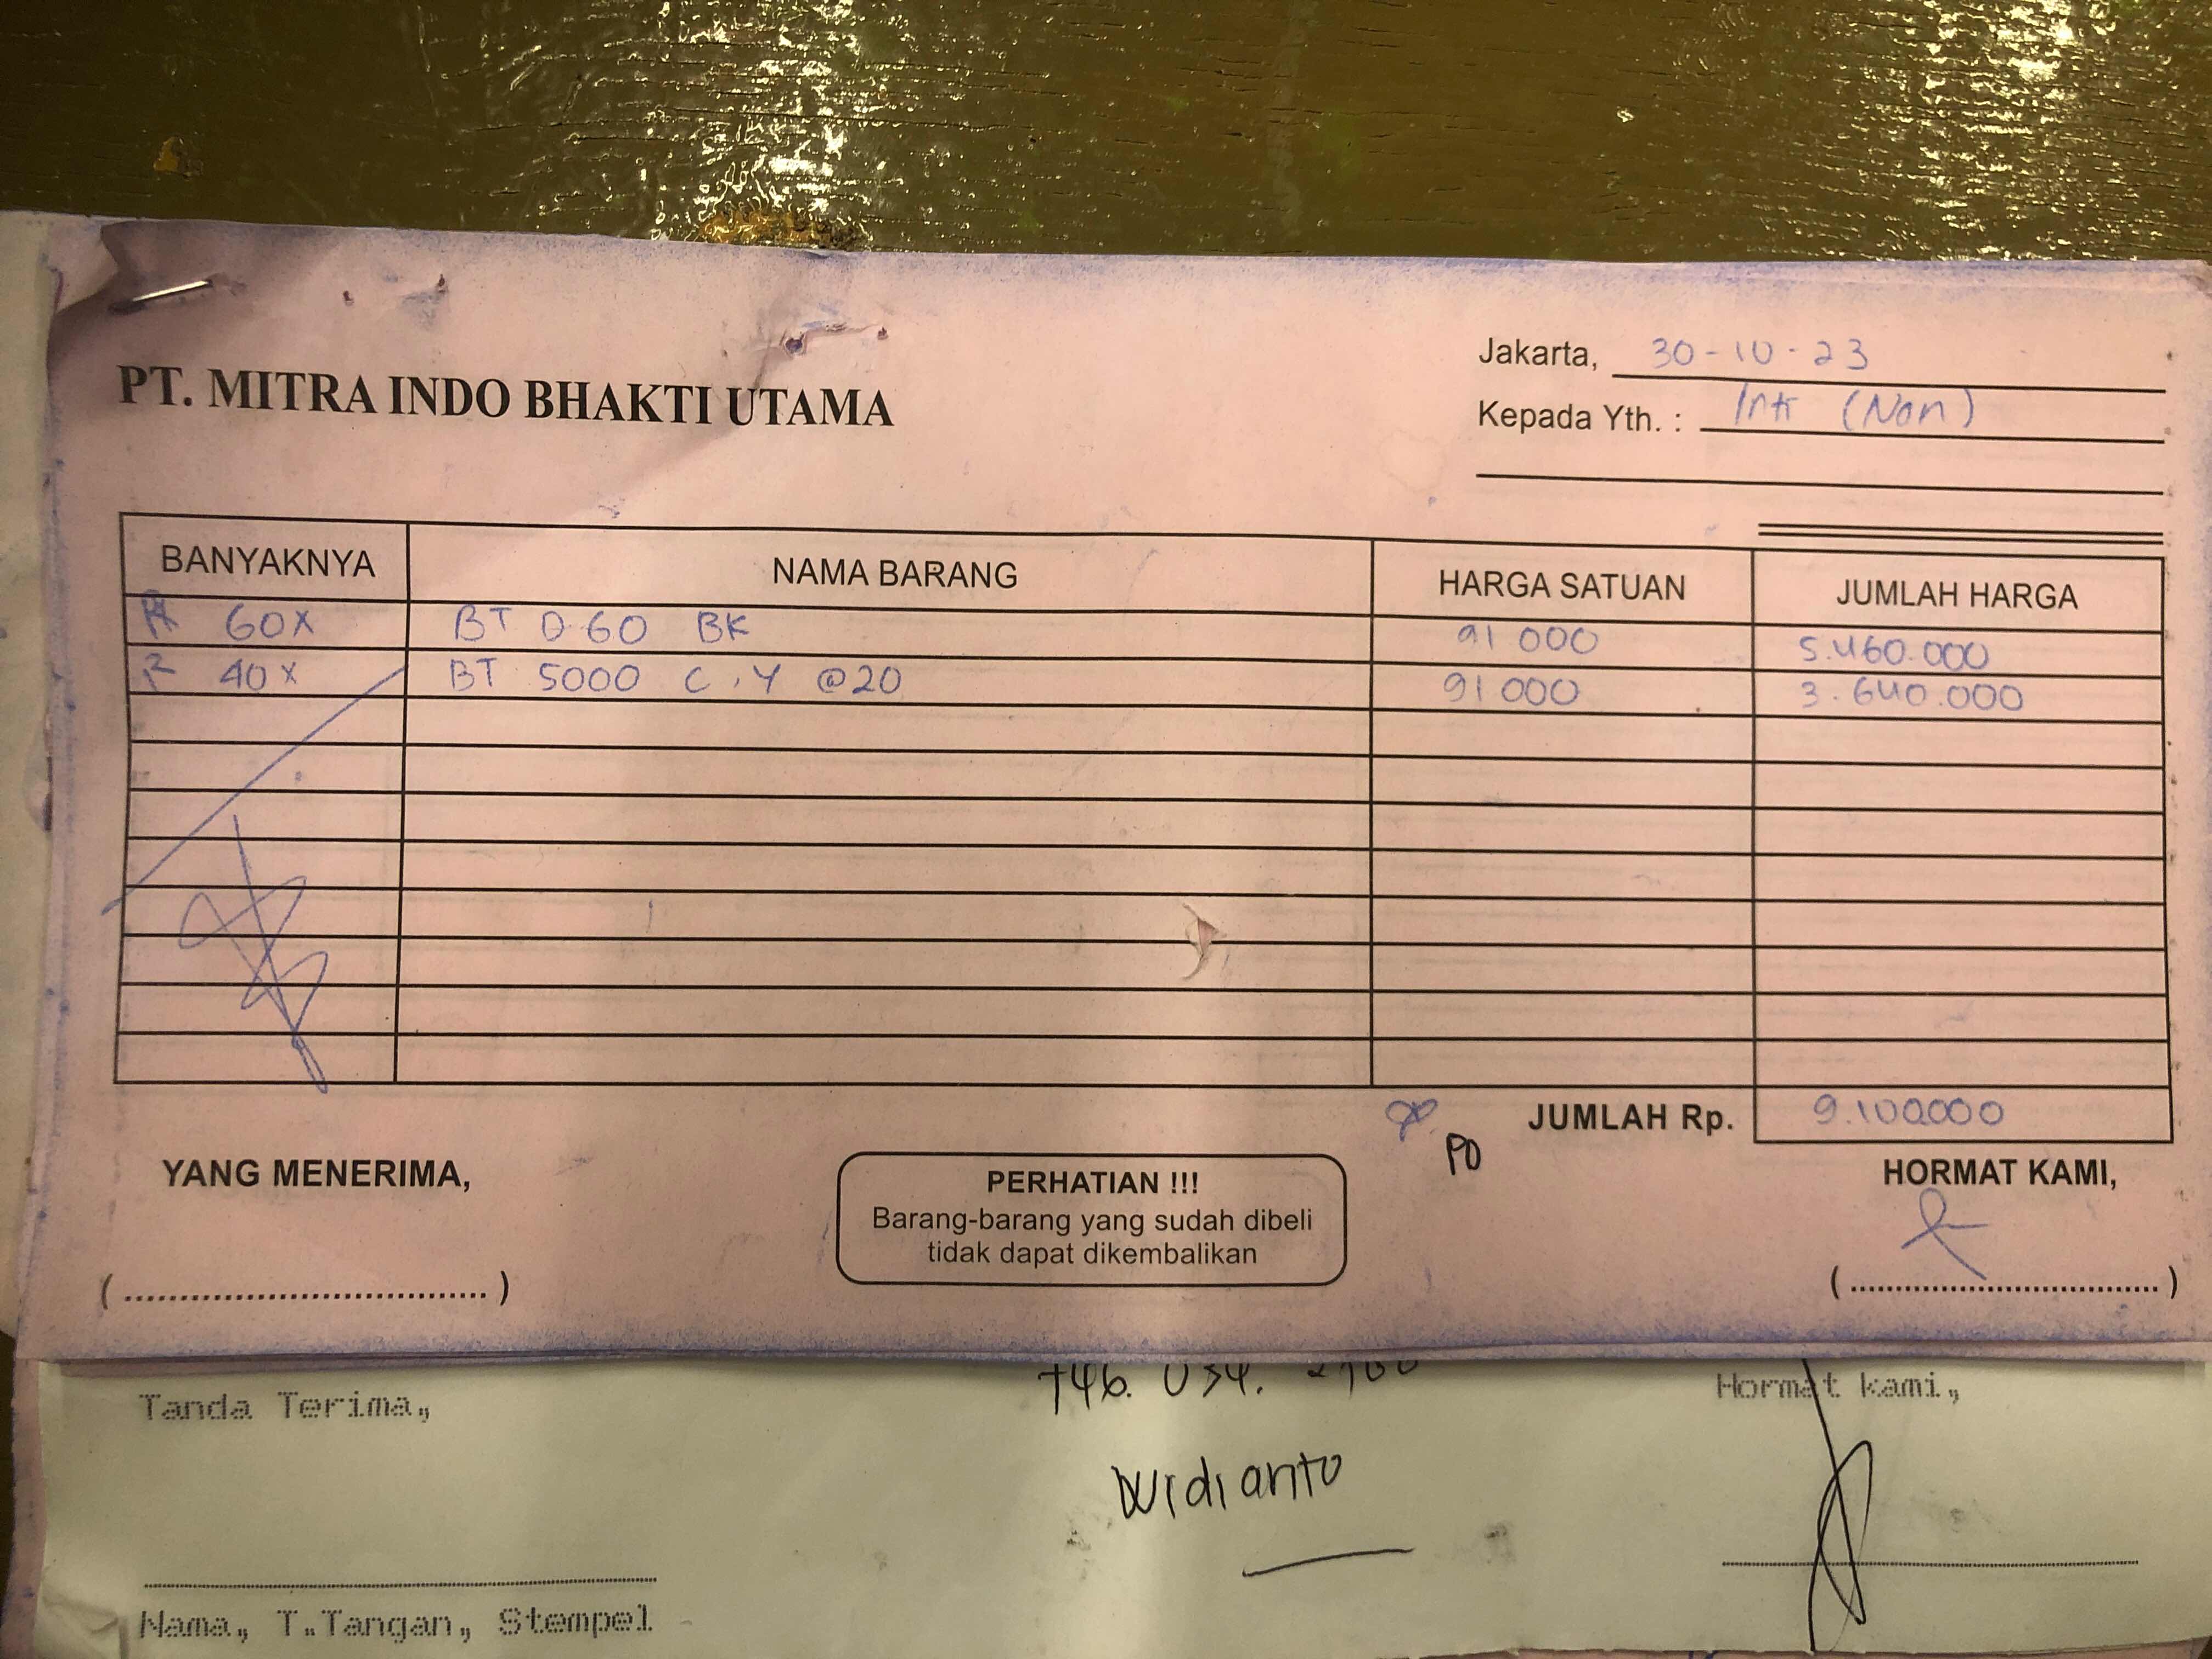 PT. MITRA INDO BHAKTI UTAMA
Jakarta, 30-10-23
Kepada Yth. : (Non)
BANYAKNYA NAMA BARANG HARGA SATUAN JUMLAH HARGA
60X BT D.60 BK 91 000 5.460.000
40X BT 5000 C.Y @20 91 000 3.640.000
JUMLAH Rp. 9.100.000
PO
YANG MENERIMA,
PERHATIAN !!!
Barang-barang yang sudah dibeli
tidak dapat dikembalikan
HORMAT KAMI,
(..................................)
(..................................)
Tanda Terima,
Hormat kami,
Widianto
Nama, T.Tangan, Stempel